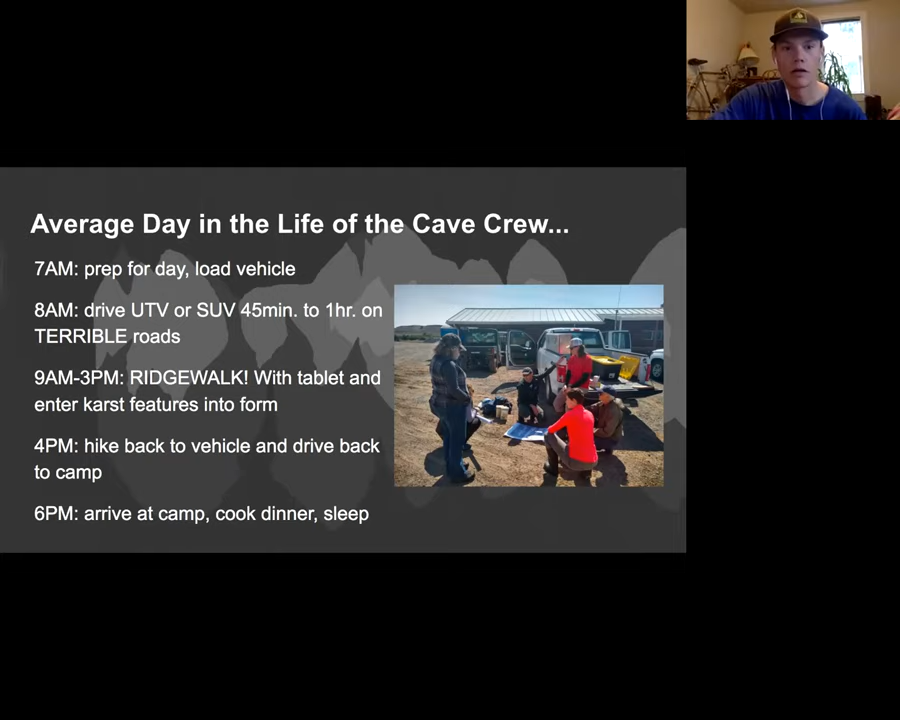 Average Day in the Life of the Cave Crew...
7AM: prep for day, load vehicle
8AM: drive UTV or SUV 45min. to 1hr. on
TERRIBLE roads
9AM-3PM: RIDGEWALK! With tablet and
enter karst features into form
4PM: hike back to vehicle and drive back
to camp
6PM: arrive at camp, cook dinner, sleep